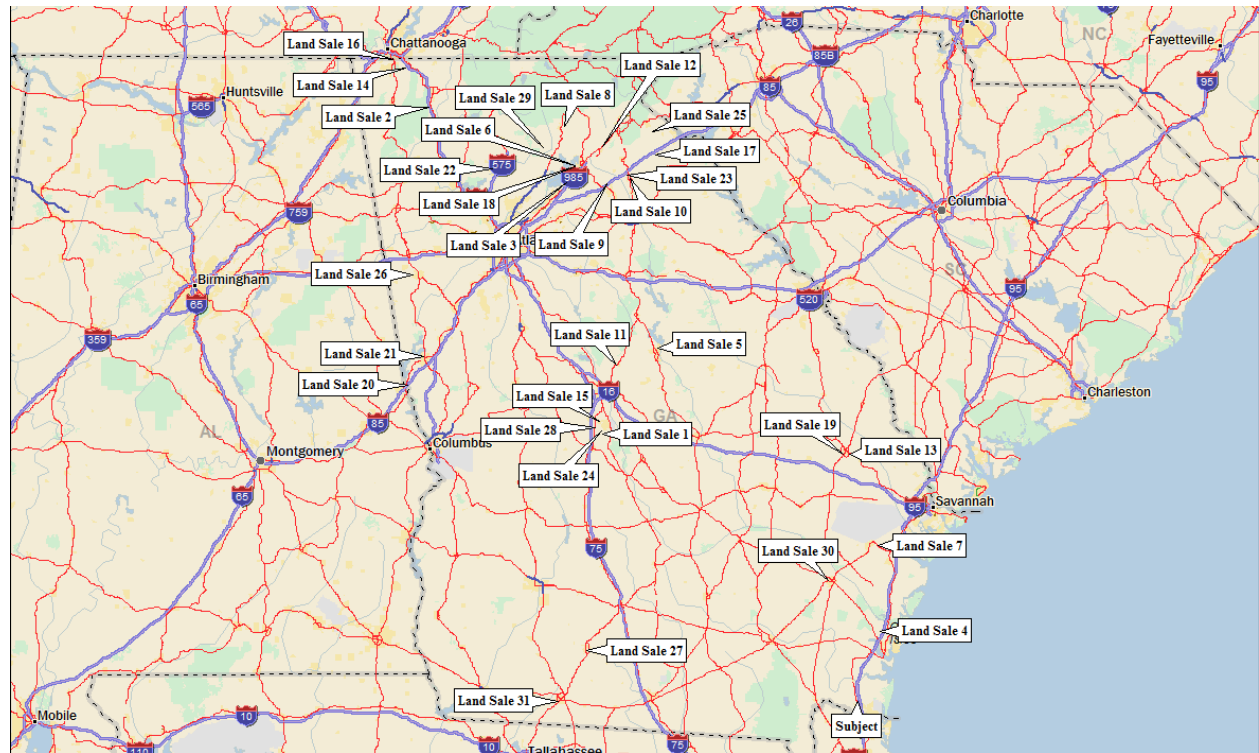 26
Charlotte
NC
Fayetteville
Land Sale 16
Chattanooga
85B
Land Sale 12
Land Sale 14
Land Sale 29
Land Sale 8
85
95
Huntsville
565
Land Sale 2
Land Sale 6
Land Sale 25
Land Sale 22
575
Land Sale 17
985
Land Sale 23
Land Sale 18
Columbia
759
Land Sale 10
Land Sale 3
Land Sale 9
Land Sale 26
SC
Birmingham
95
65
520
359
Land Sale 11
Land Sale 5
Land Sale 21
Land Sale 20
16
Charleston
Land Sale 15
GA
85
AL
Land Sale 28
Land Sale 1
Land Sale 19
Columbus
Montgomery
Land Sale 13
Land Sale 24
65
95
Savannah
75
Land Sale 7
Land Sale 30
Land Sale 4
Land Sale 27
Land Sale 31
Mobile
10
Subject
110
10
Tallahassee
75
95